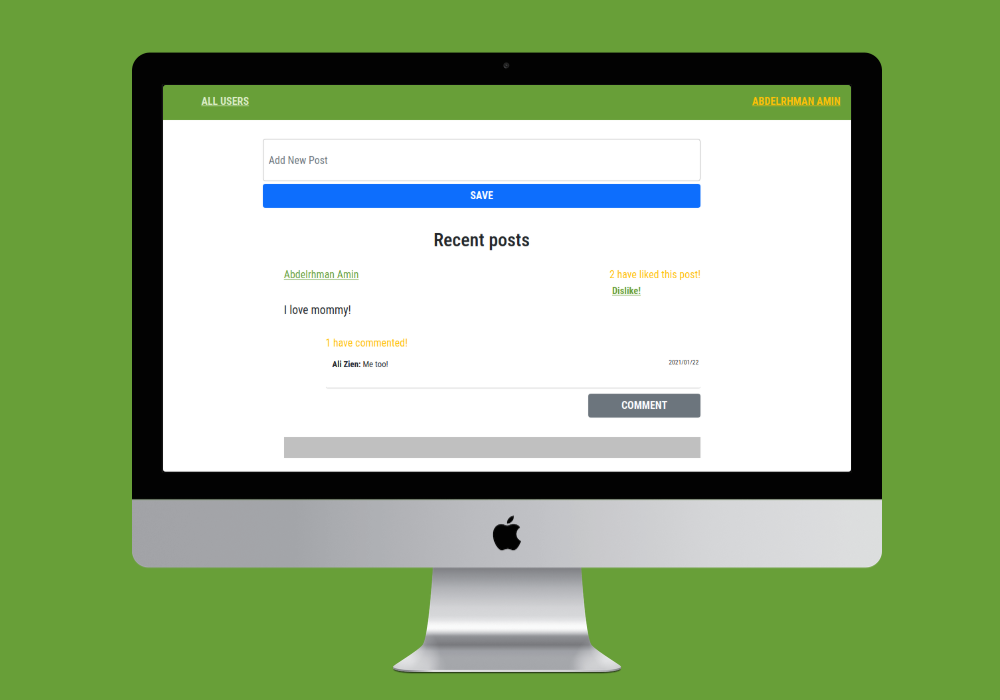 ALL USERS
ABDELRHMAN AMIN
Add New Post
SAVE
Recent posts
Abdelrhman Amin
2 have liked this post!
Dislike!
I love mommy!
1 have commented!
Ali Zien: Me too!
2021/01/22
COMMENT